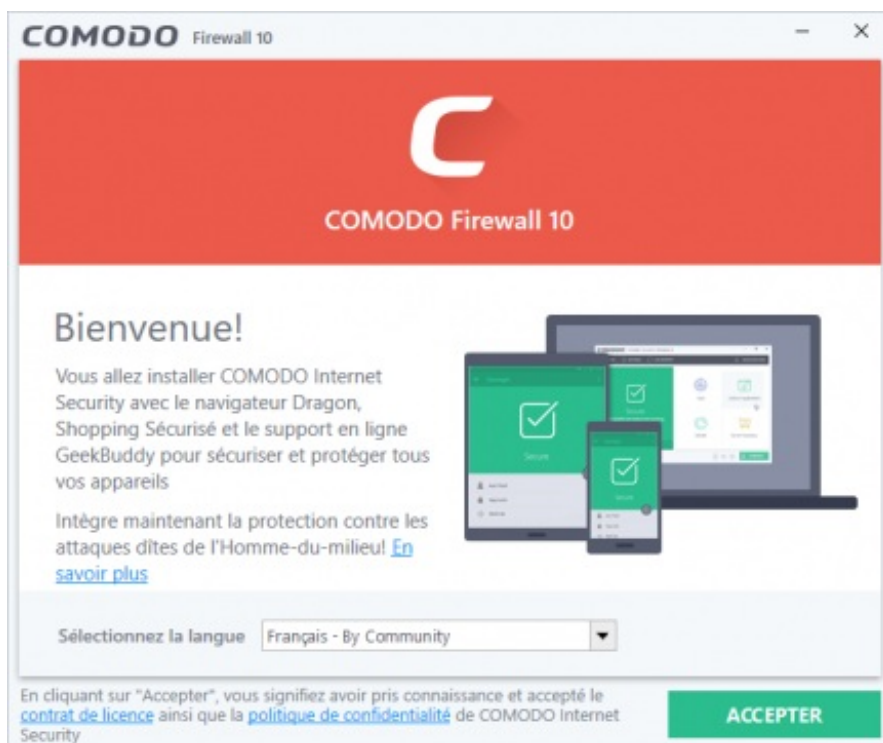 COMODO Firewall 10
COMODO Firewall 10
Bienvenue!
Vous allez installer COMODO Internet
Security avec le navigateur Dragon,
Shopping Sécurisé et le support en ligne
GeekBuddy pour sécuriser et protéger tous
vos appareils
Intègre maintenant la protection contre les
attaques dîtes de l'Homme-du-milieu! En
savoir plus
Secure
Secure
Sélectionnez la langue Français - By Community
En cliquant sur "Accepter", vous signifiez avoir pris connaissance et accepté le
contrat de licence ainsi que la politique de confidentialité de COMODO Internet
Security
ACCEPTER